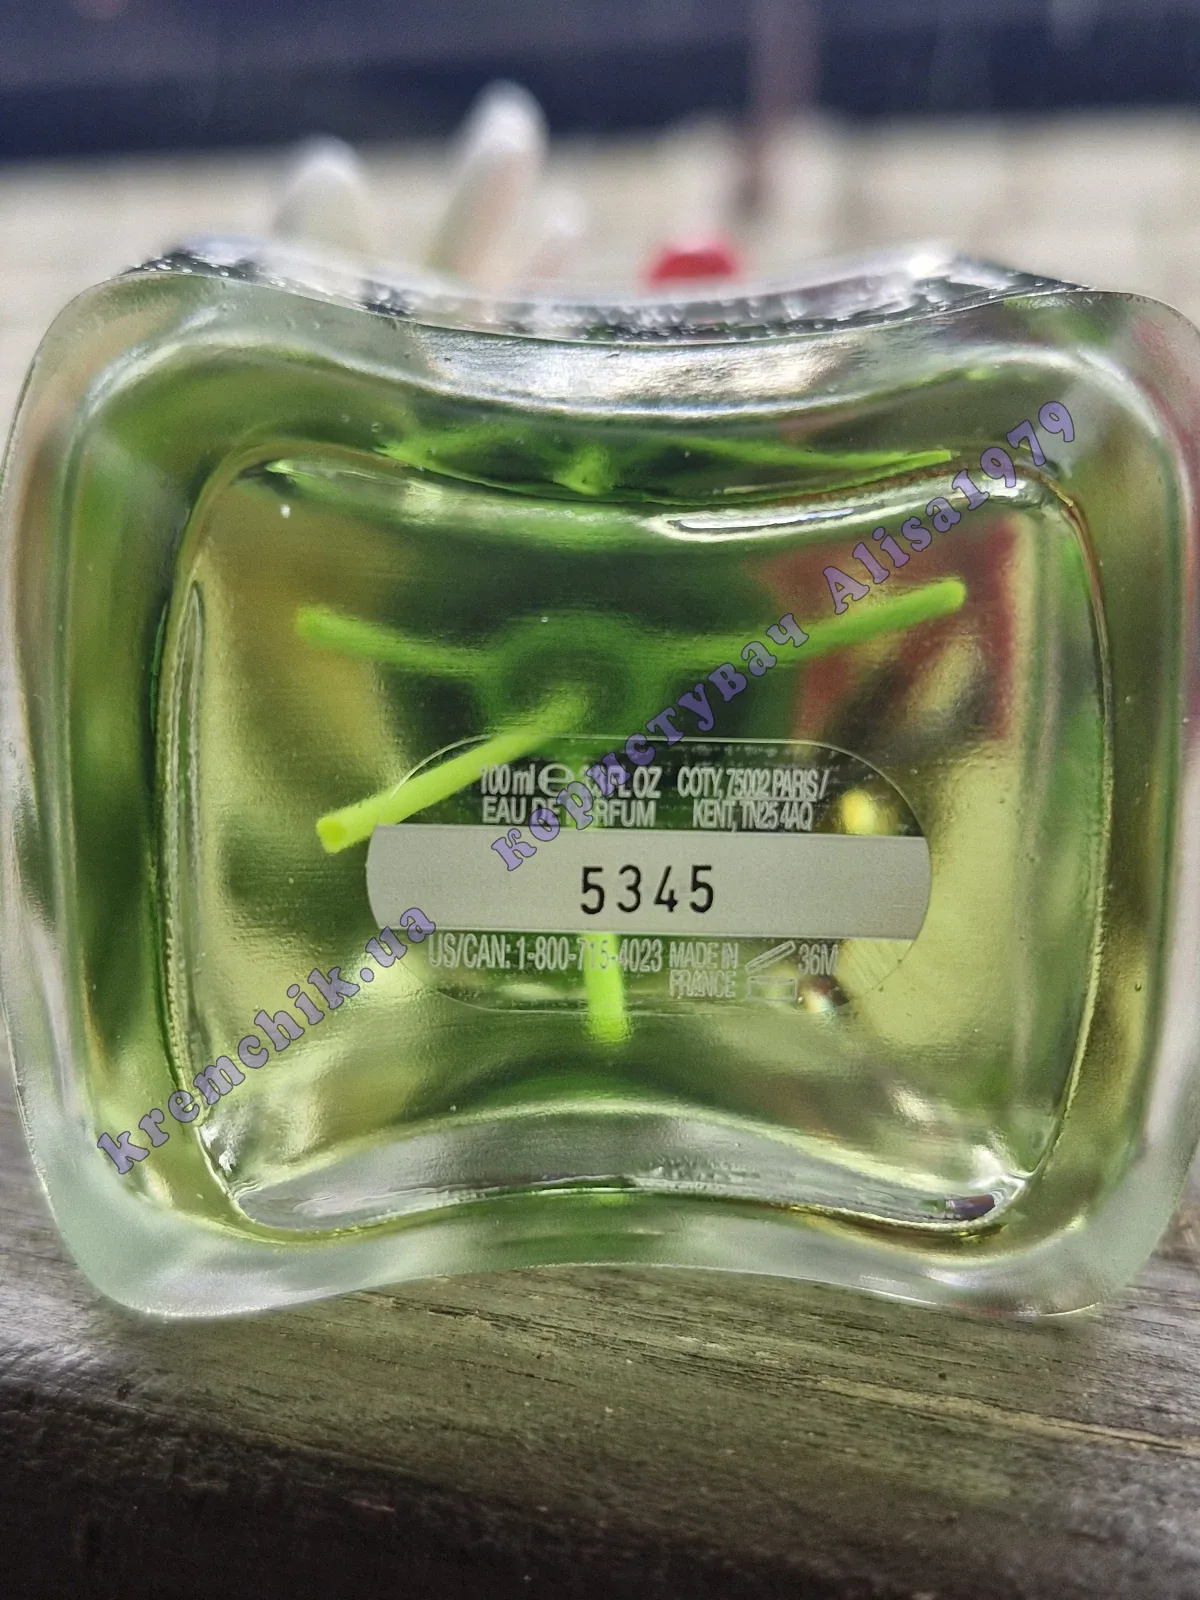 100 ml ℮ FL OZ COTY, 75002 PARIS /
EAU DE KENT, TN25 4AQ
5345
US/CAN: 1-800-715-4023 MADE IN 36M
FRANCE
kremchik.ua користувач Alisa1979